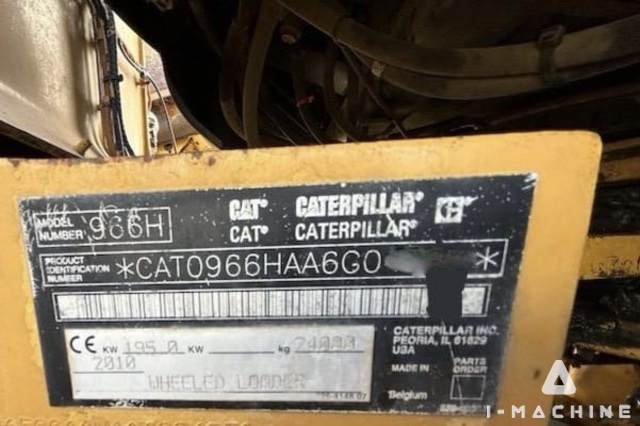 MODEL NUMBER 966H CAT® CATERPILLAR®
CAT® CATERPILLAR®
PRODUCT IDENTIFICATION NUMBER *CAT0966HAA6G0 *
CE KW 195.0 KW kg
2010
WHEELED LOADER
CATERPILLAR INC.
PEORIA, IL 61629
USA
MADE IN PARTS ORDER
Belgium
I-MACHINE